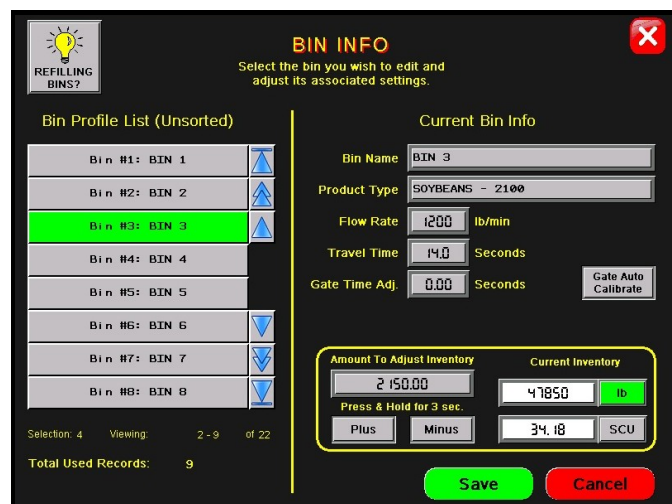 REFILLING
BINS?
BIN INFO
Select the bin you wish to edit and
adjust its associated settings.
Bin Profile List (Unsorted)
Bin #1: BIN 1
Bin #2: BIN 2
Bin #3: BIN 3
Bin #4: BIN 4
Bin #5: BIN 5
Bin #6: BIN 6
Bin #7: BIN 7
Bin #8: BIN 8
Selection: 4 Viewing: 2 - 9 of 22
Total Used Records: 9
Current Bin Info
Bin Name BIN 3
Product Type SOYBEANS - 2100
Flow Rate 1200 lb/min
Travel Time 14.0 Seconds
Gate Time Adj. 0.00 Seconds
Gate Auto
Calibrate
Amount To Adjust Inventory
2150.00
Press & Hold for 3 sec.
Plus Minus
Current Inventory
47850 lb
34.18 SCU
Save Cancel